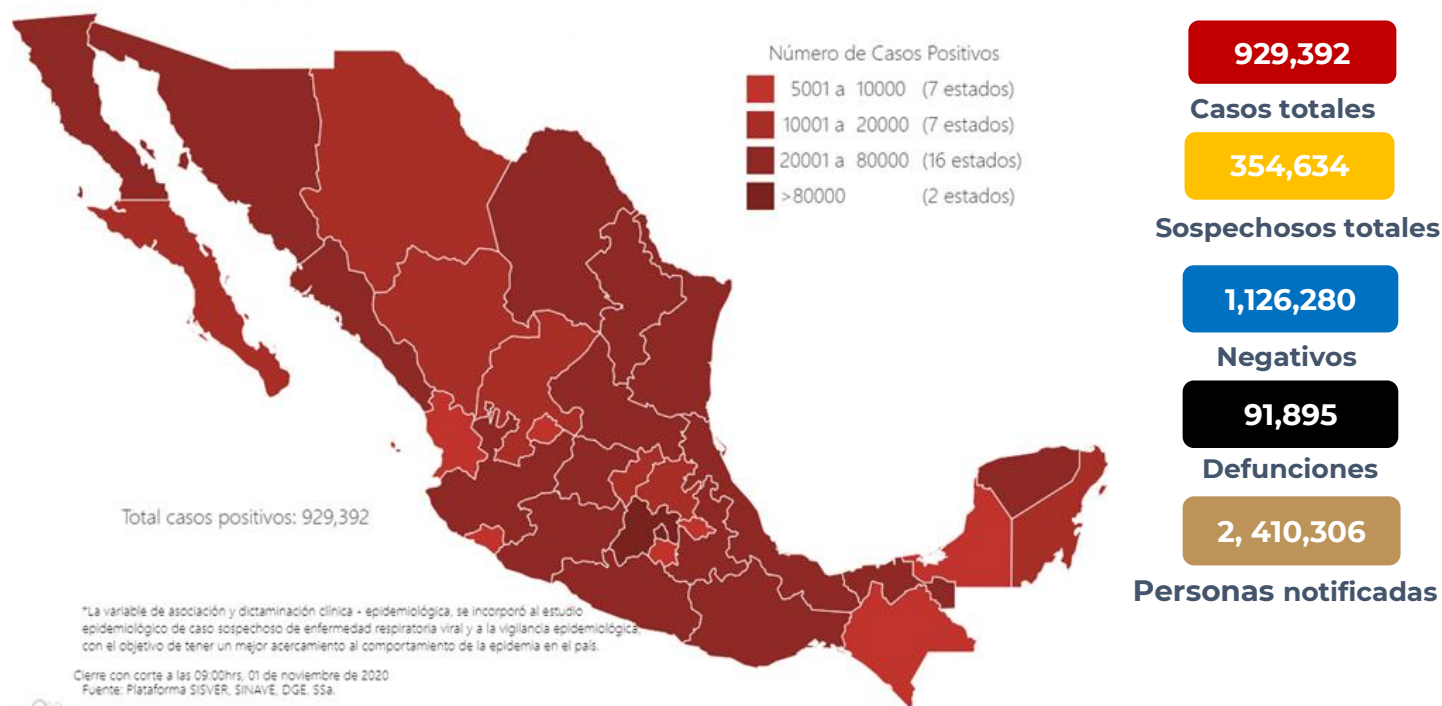 Número de Casos Positivos
5001 a 10000 (7 estados)
10001 a 20000 (7 estados)
20001 a 80000 (16 estados)
>80000 (2 estados)
Total casos positivos: 929,392
*La variable de asociación y dictaminación clínica - epidemiológica, se incorporó al estudio
epidemiológico de caso sospechoso de enfermedad respiratoria viral y a la vigilancia epidemiológica,
con el objetivo de tener un mejor acercamiento al comportamiento de la epidemia en el país.
Cierre con corte a las 09:00hrs, 01 de noviembre de 2020
Fuente: Plataforma SISVER, SINAVE, DGE, SSa.
929,392
Casos totales
354,634
Sospechosos totales
1,126,280
Negativos
91,895
Defunciones
2, 410,306
Personas notificadas